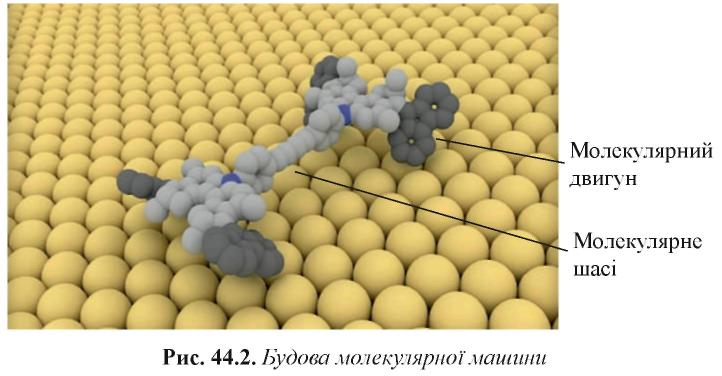 Молекулярний
двигун
Молекулярне
шасі
Рис. 44.2. Будова молекулярної машини